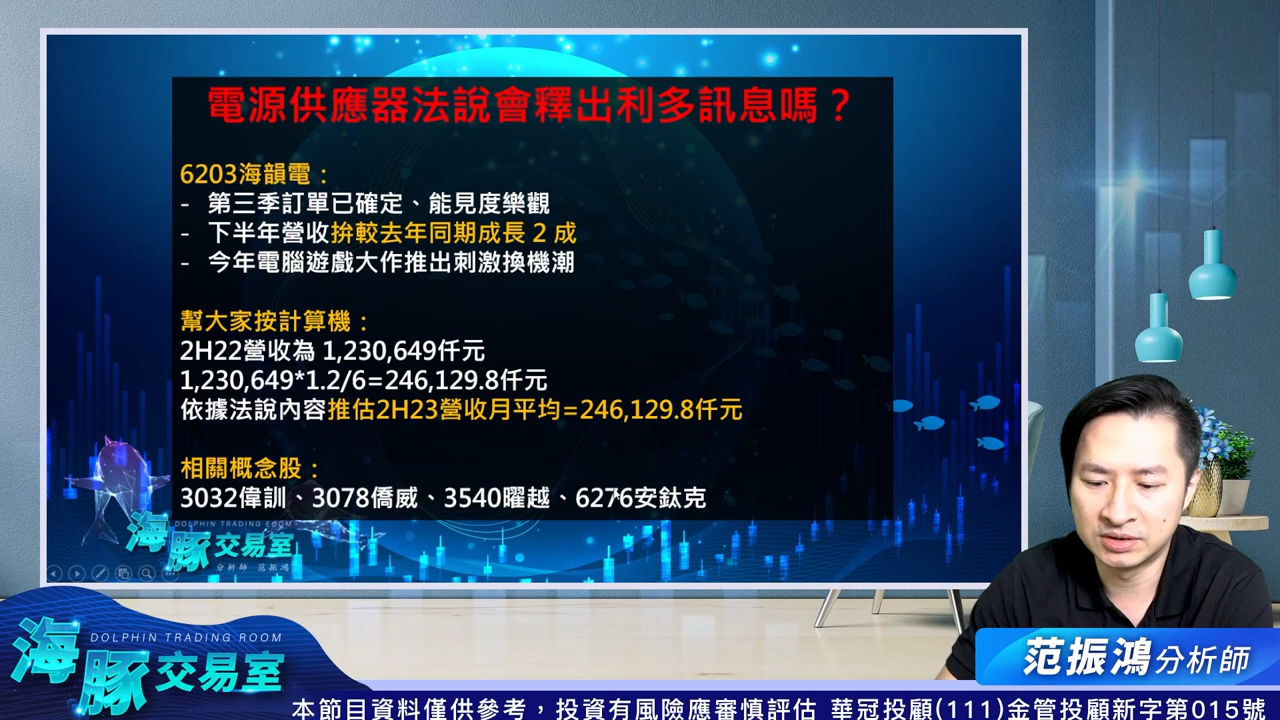 電源供應器法說會釋出利多訊息嗎？
6203海韻電：
- 第三季訂單已確定、能見度樂觀
- 下半年營收拚較去年同期成長 2 成
- 今年電腦遊戲大作推出刺激換機潮
幫大家按計算機：
2H22營收為 1,230,649仟元
1,230,649*1.2/6=246,129.8仟元
依據法說內容推估2H23營收月平均=246,129.8仟元
相關概念股：
3032偉訓、3078僑威、3540曜越、6276安鈦克
DOLPHIN TRADING ROOM
海豚交易室
分析師 范振鴻
DOLPHIN TRADING ROOM
海豚交易室
范振鴻分析師
本節目資料僅供參考，投資有風險應審慎評估 華冠投顧(111)金管投顧新字第015號